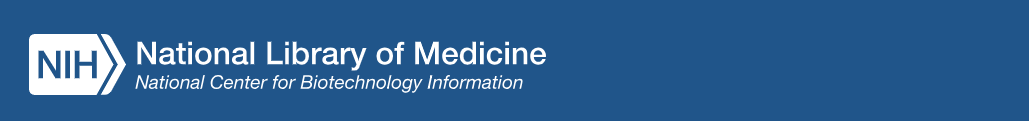 NIH National Library of Medicine
National Center for Biotechnology Information